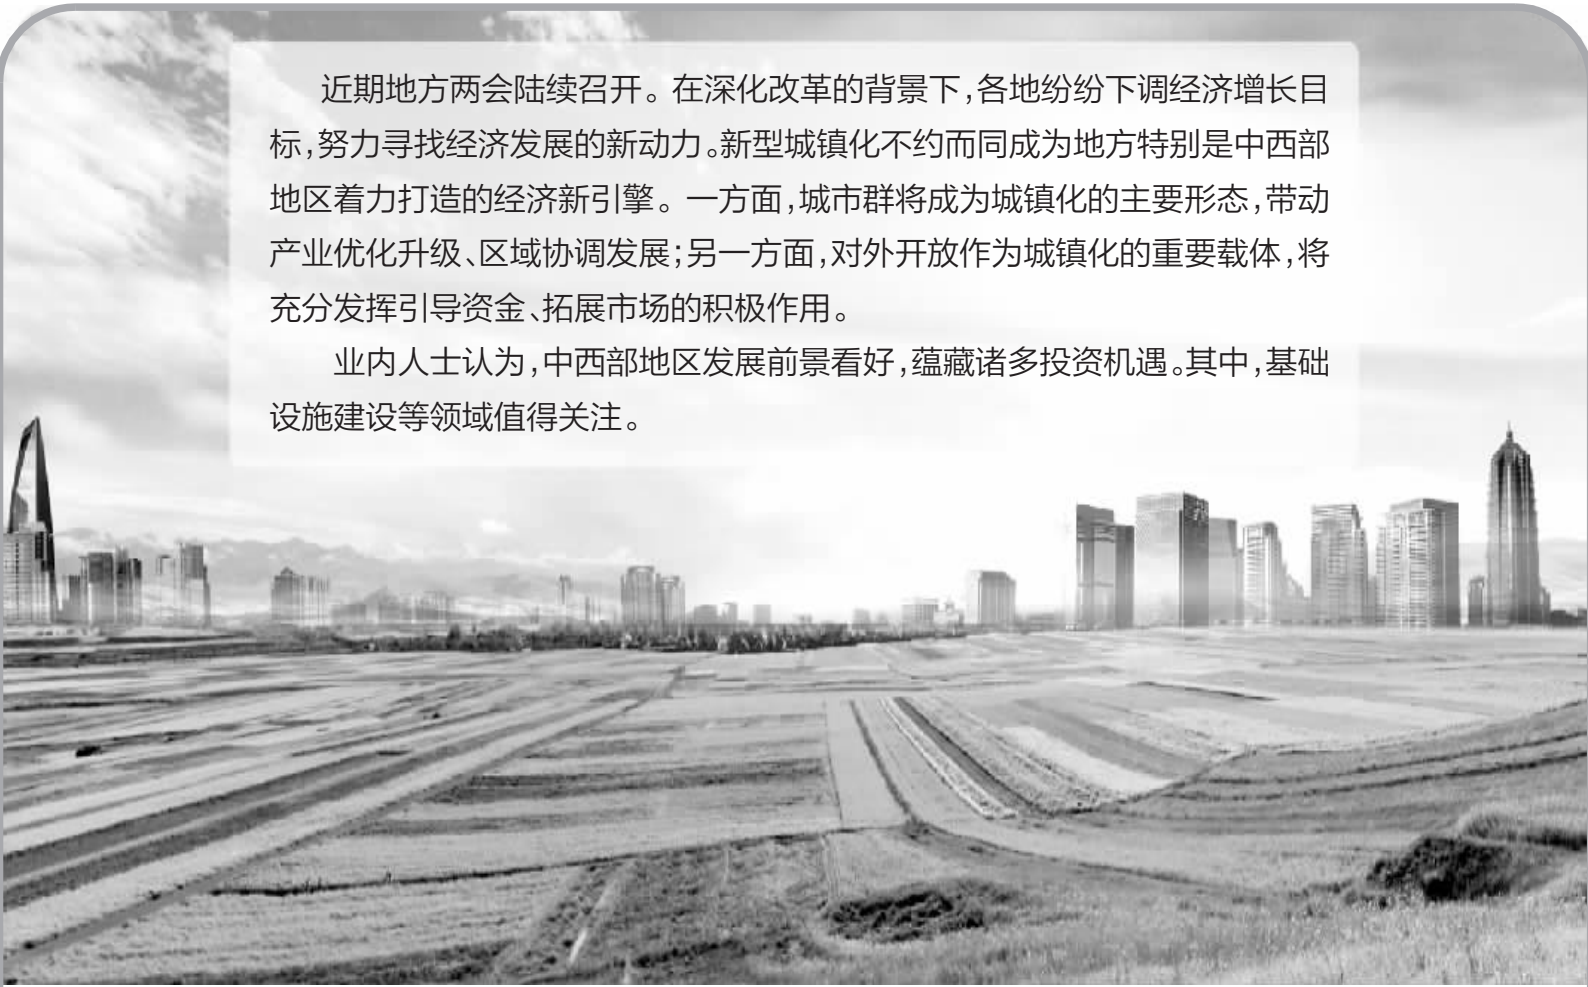 近期地方两会陆续召开。在深化改革的背景下,各地纷纷下调经济增长目
标,努力寻找经济发展的新动力。新型城镇化不约而同成为地方特别是中西部
地区着力打造的经济新引擎。一方面,城市群将成为城镇化的主要形态,带动
产业优化升级、区域协调发展;另一方面,对外开放作为城镇化的重要载体,将
充分发挥引导资金、拓展市场的积极作用。
业内人士认为,中西部地区发展前景看好,蕴藏诸多投资机遇。其中,基础
设施建设等领域值得关注。